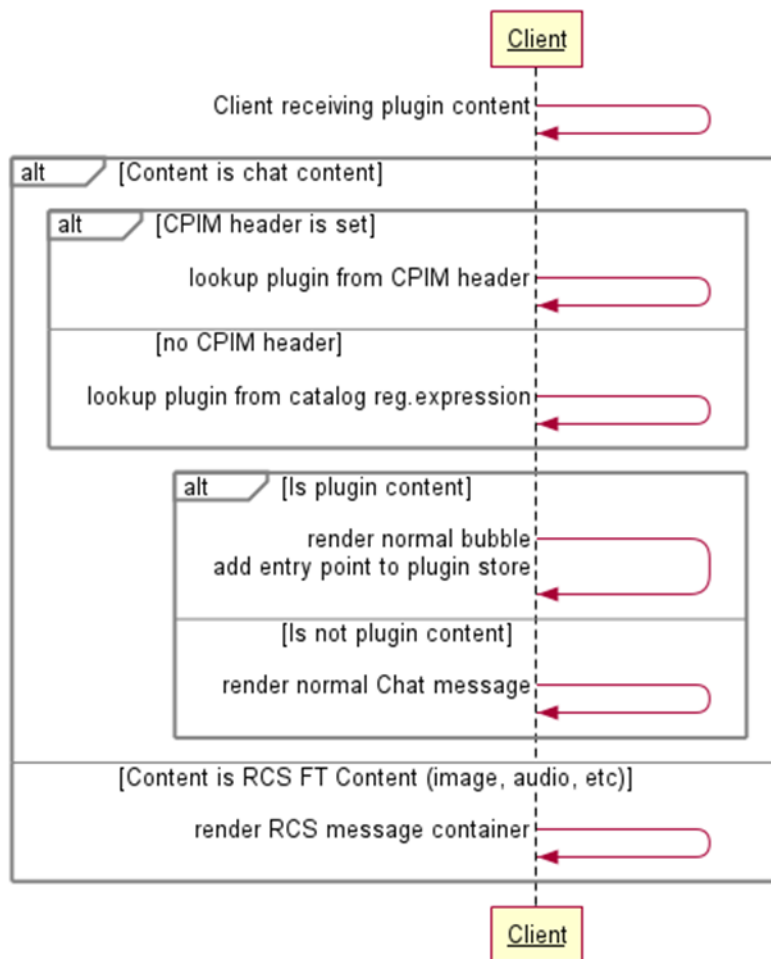 Client
Client receiving plugin content
alt [Content is chat content]
alt [CPIM header is set]
lookup plugin from CPIM header
[no CPIM header]
lookup plugin from catalog reg.expression
alt [Is plugin content]
render normal bubble
add entry point to plugin store
[Is not plugin content]
render normal Chat message
[Content is RCS FT Content (image, audio, etc)]
render RCS message container
Client